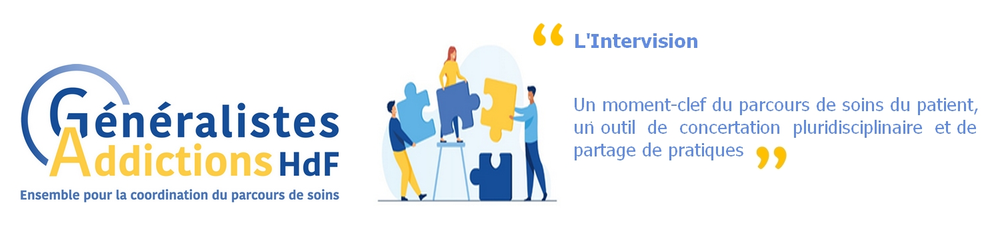 Généralistes
Addictions HdF
Ensemble pour la coordination du parcours de soins
“ L'Intervision
Un moment-clef du parcours de soins du patient,
un outil de concertation pluridisciplinaire et de
partage de pratiques ”